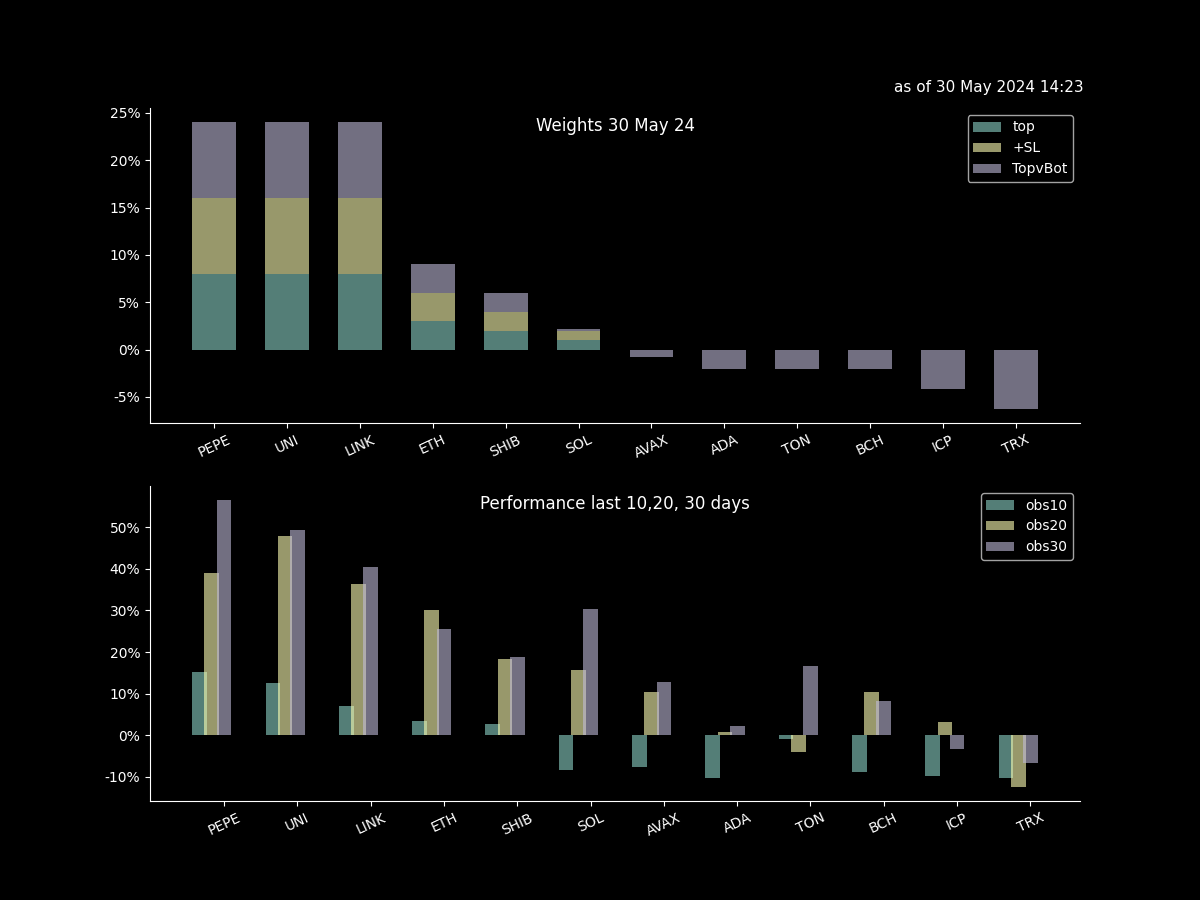 as of 30 May 2024 14:23
Weights 30 May 24
top
+SL
TopvBot
25%
20%
15%
10%
5%
0%
-5%
PEPE UNI LINK ETH SHIB SOL AVAX ADA TON BCH ICP TRX
Performance last 10,20, 30 days
obs10
obs20
obs30
50%
40%
30%
20%
10%
0%
-10%
PEPE UNI LINK ETH SHIB SOL AVAX ADA TON BCH ICP TRX